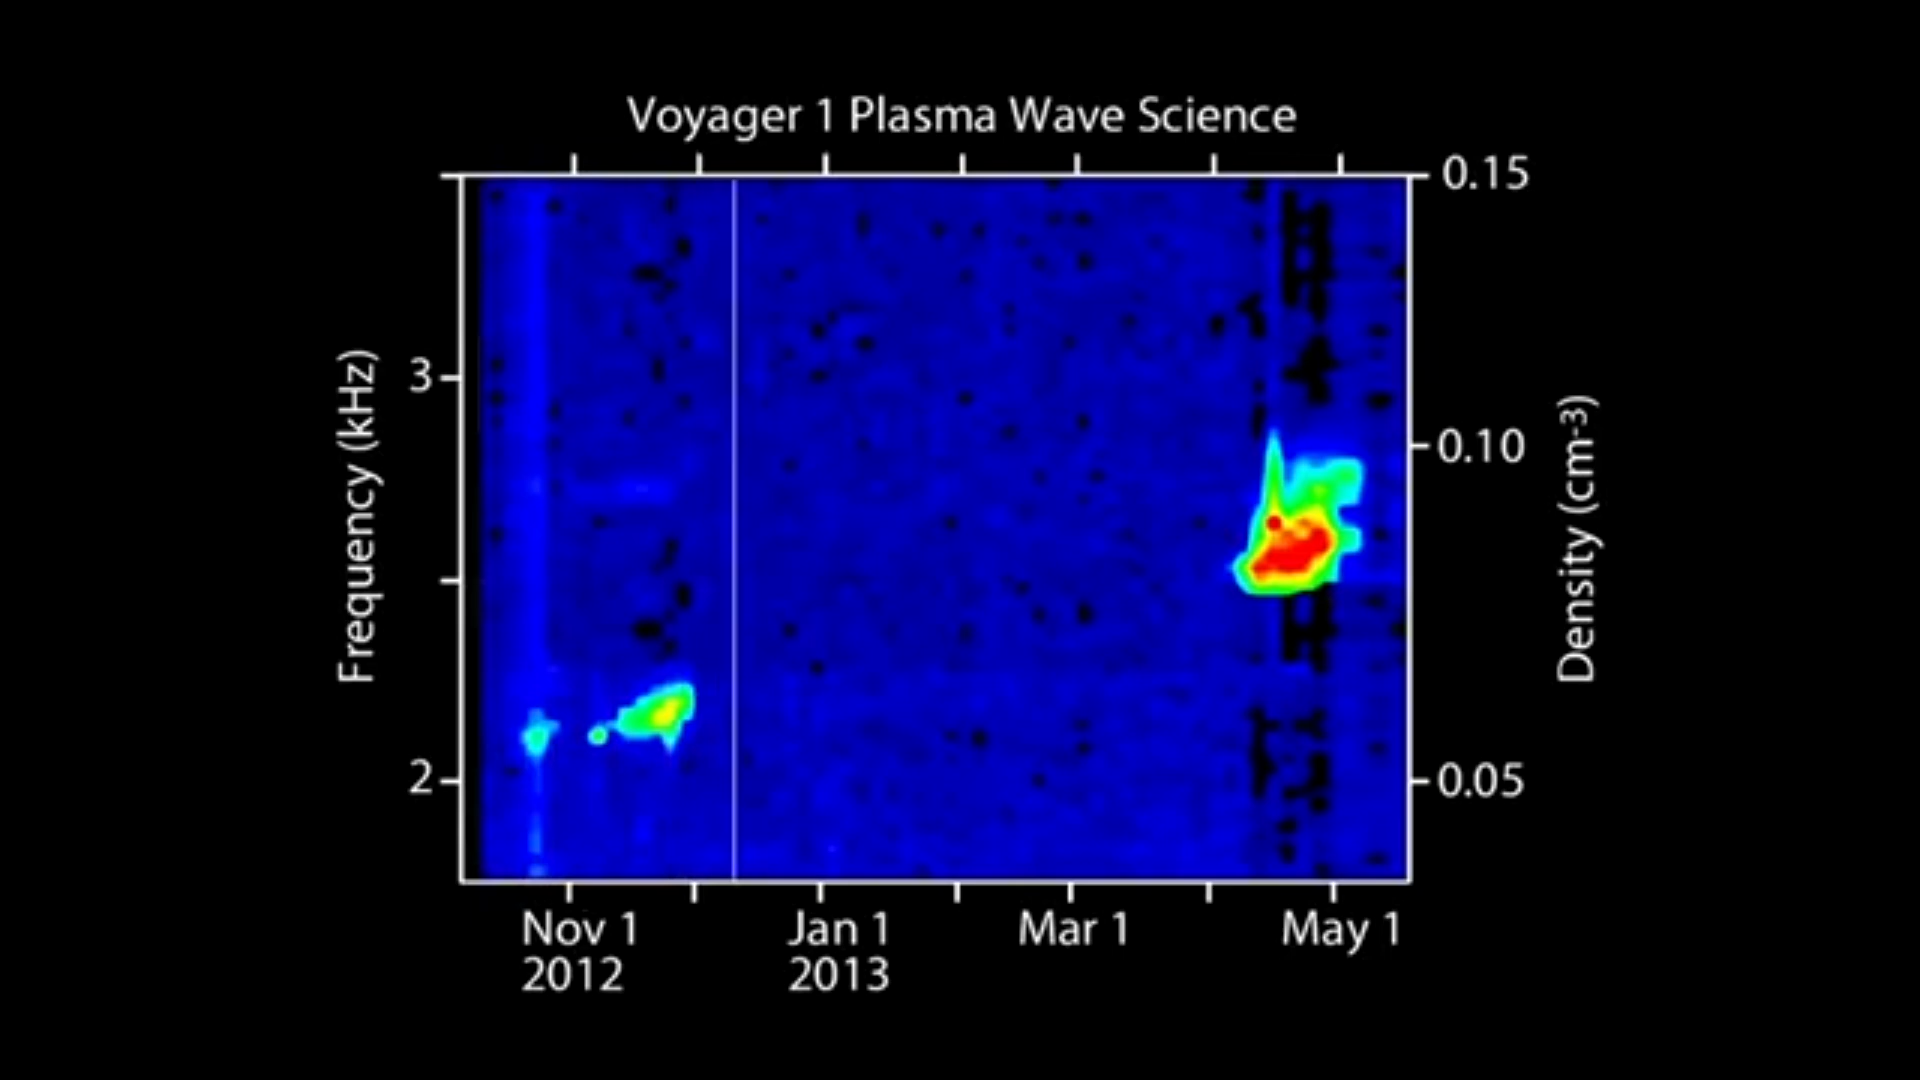 Voyager 1 Plasma Wave Science
0.15
3
0.10
2
0.05
Frequency (kHz)
Density (cm-3)
Nov 1
2012
Jan 1
2013
Mar 1
May 1